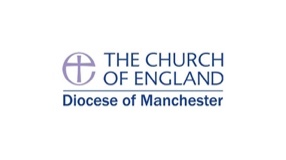 THE CHURCH
OF ENGLAND
Diocese of Manchester